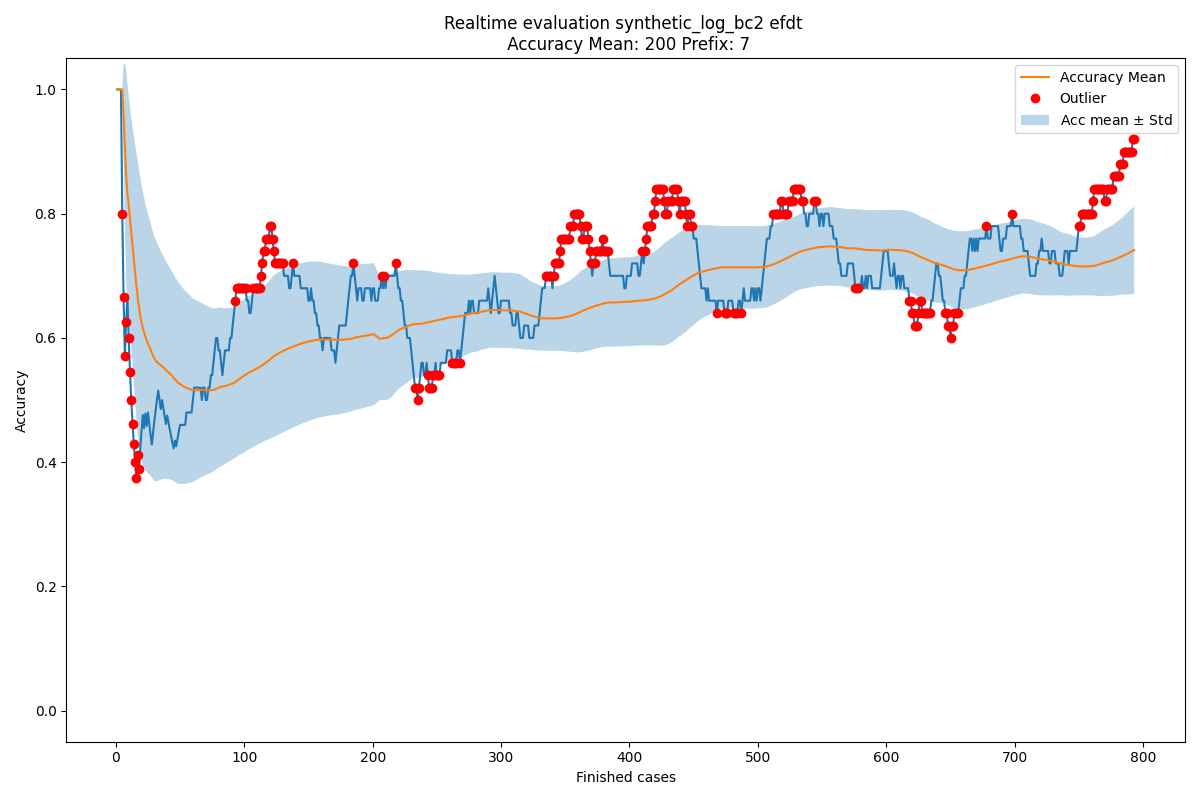 Realtime evaluation synthetic_log_bc2 efdt
Accuracy Mean: 200 Prefix: 7
Accuracy Mean
Outlier
Acc mean ± Std
1.0
0.8
0.6
0.4
0.2
0.0
Accuracy
0 100 200 300 400 500 600 700 800
Finished cases